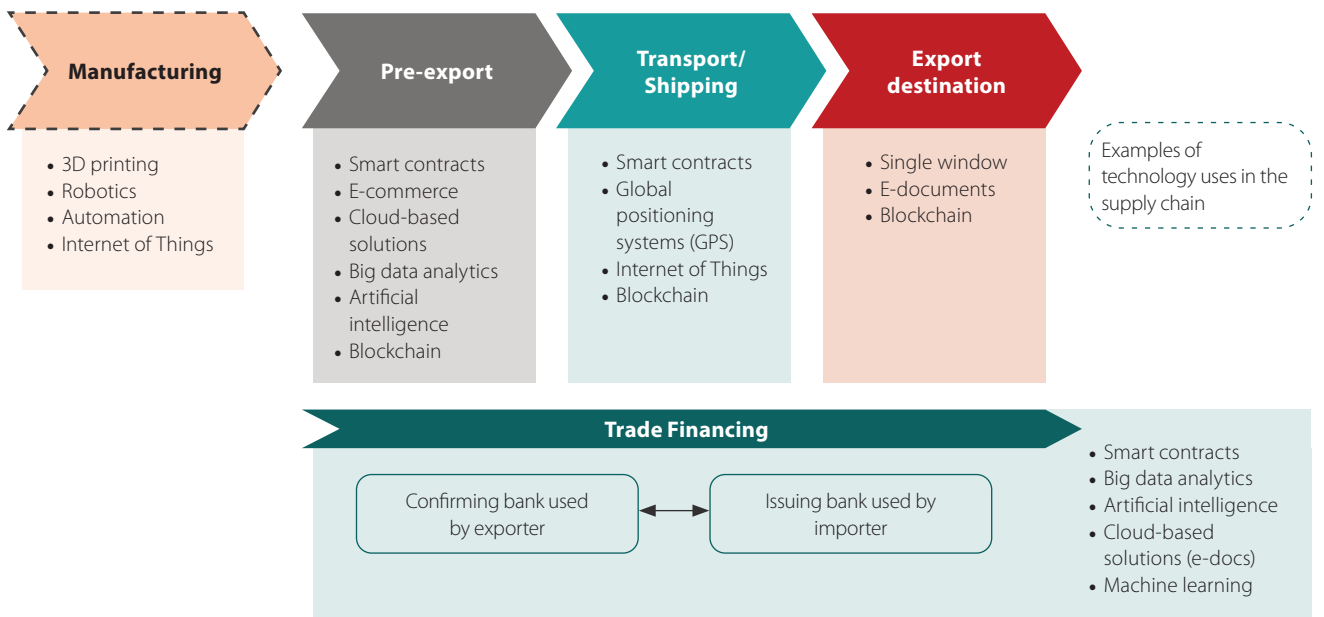 Manufacturing
• 3D printing
• Robotics
• Automation
• Internet of Things
Pre-export
• Smart contracts
• E-commerce
• Cloud-based
solutions
• Big data analytics
• Artificial
intelligence
• Blockchain
Transport/
Shipping
• Smart contracts
• Global
positioning
systems (GPS)
• Internet of Things
• Blockchain
Export
destination
• Single window
• E-documents
• Blockchain
Examples of
technology uses in the
supply chain
Trade Financing
Confirming bank used
by exporter
Issuing bank used by
importer
• Smart contracts
• Big data analytics
• Artificial intelligence
• Cloud-based
solutions (e-docs)
• Machine learning